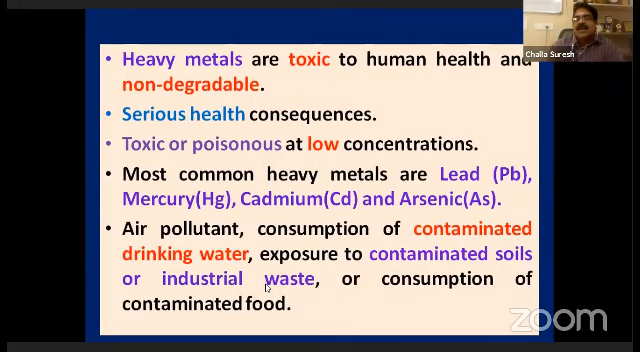 • Heavy metals are toxic to human health and
non-degradable.
• Serious health consequences.
• Toxic or poisonous at low concentrations.
• Most common heavy metals are Lead (Pb),
Mercury(Hg), Cadmium(Cd) and Arsenic(As).
• Air pollutant, consumption of contaminated
drinking water, exposure to contaminated soils
or industrial waste, or consumption of
contaminated food.
Challa Suresh
zoom